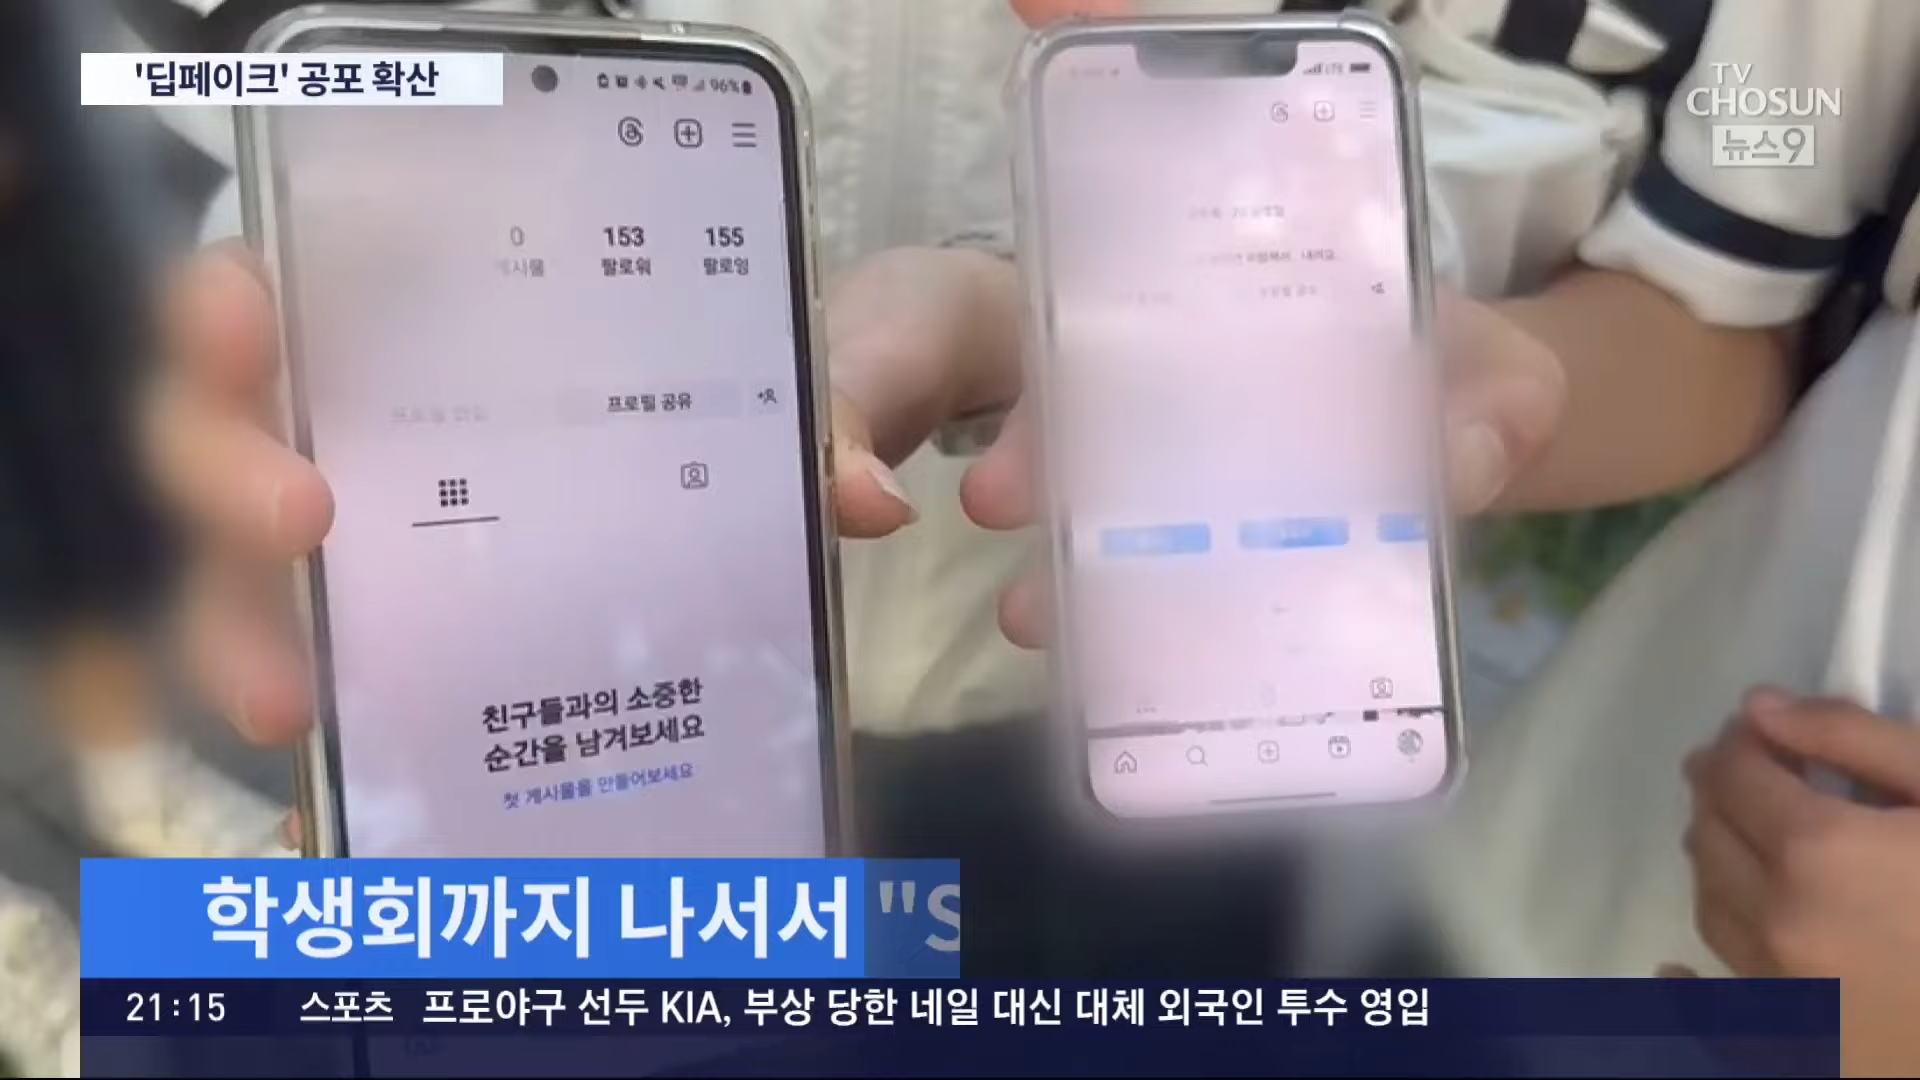 '딥페이크' 공포 확산
TV
CHOSUN
뉴스9
96%
0 153 155
게시물 팔로워 팔로잉
프로필 공유
친구들과의 소중한
순간을 남겨보세요
첫 게시물을 만들어보세요
학생회까지 나서서 "S
21:15 스포츠 프로야구 선두 KIA, 부상 당한 네일 대신 대체 외국인 투수 영입